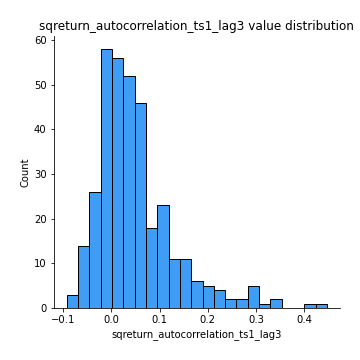 sqreturn_autocorrelation_ts1_lag3 value distribution
60
50
40
30
20
10
0
Count
−0.1 0.0 0.1 0.2 0.3 0.4
sqreturn_autocorrelation_ts1_lag3